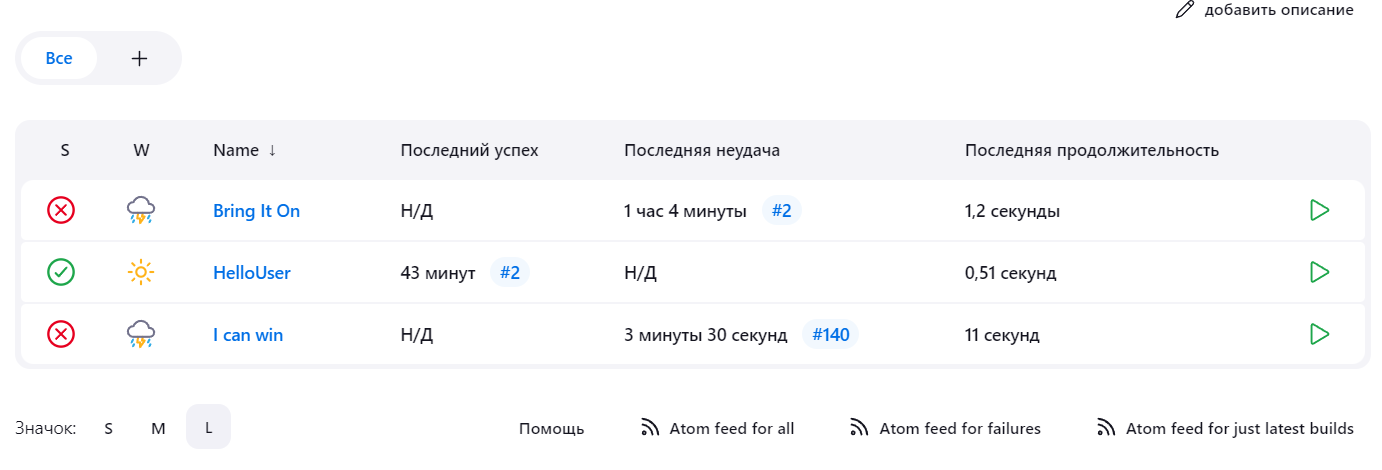 добавить описание
Все +
S W Name ↓ Последний успех Последняя неудача Последняя продолжительность
Bring It On Н/Д 1 час 4 минуты #2 1,2 секунды
HelloUser 43 минут #2 Н/Д 0,51 секунд
I can win Н/Д 3 минуты 30 секунд #140 11 секунд
Значок: S M L Помощь Atom feed for all Atom feed for failures Atom feed for just latest builds